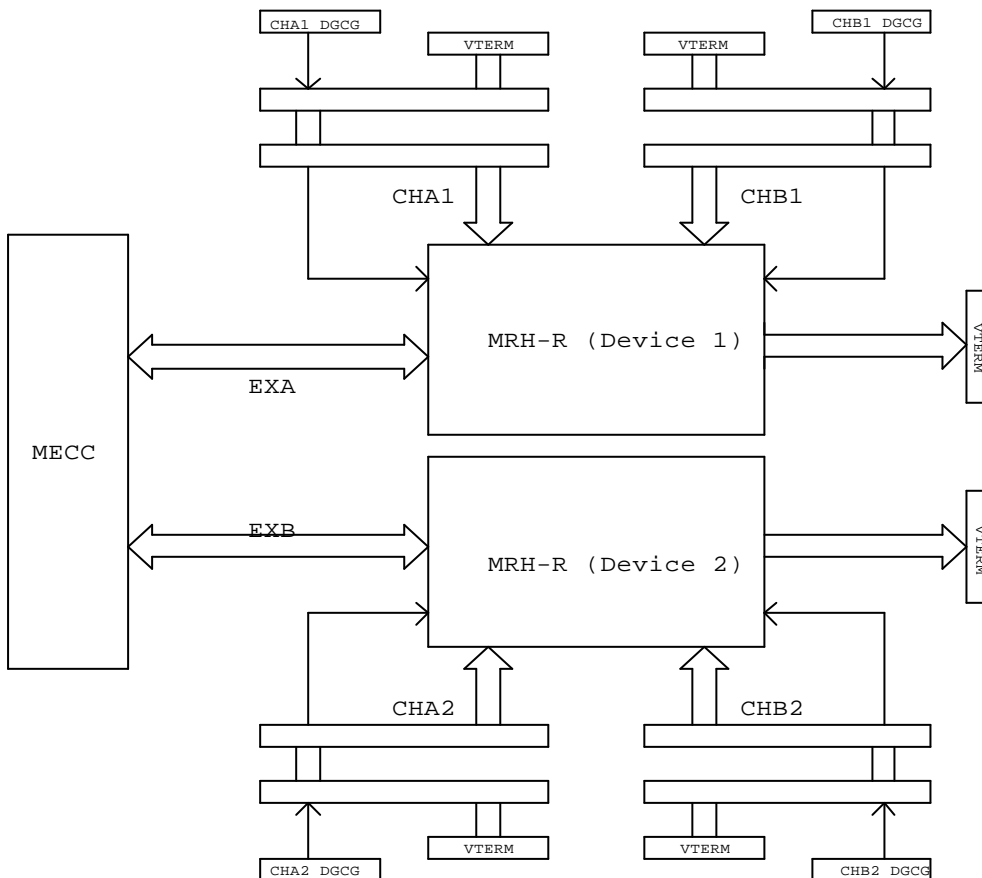 CHA1 DGCG
CHB1 DGCG
VTERM
VTERM
CHA1
CHB1
MRH-R (Device 1)
VTERM
EXA
MECC
EXB
MRH-R (Device 2)
VTERM
CHA2
CHB2
VTERM
VTERM
CHA2 DGCG
CHB2 DGCG